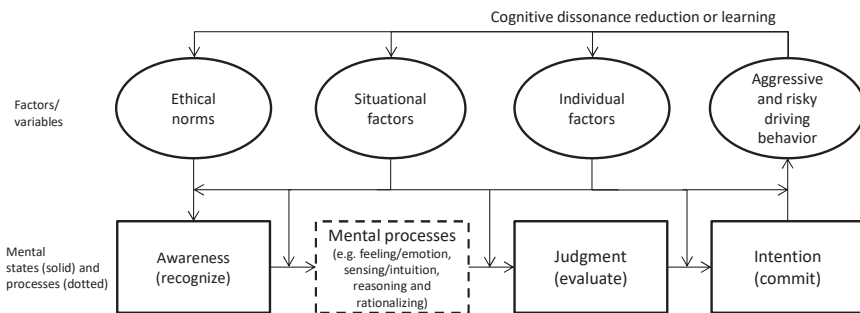 Cognitive dissonance reduction or learning
Factors/
variables
Ethical
norms
Situational
factors
Individual
factors
Aggressive
and risky
driving
behavior
Mental
states (solid) and
processes (dotted)
Awareness
(recognize)
Mental processes
(e.g. feeling/emotion,
sensing/intuition,
reasoning and
rationalizing)
Judgment
(evaluate)
Intention
(commit)